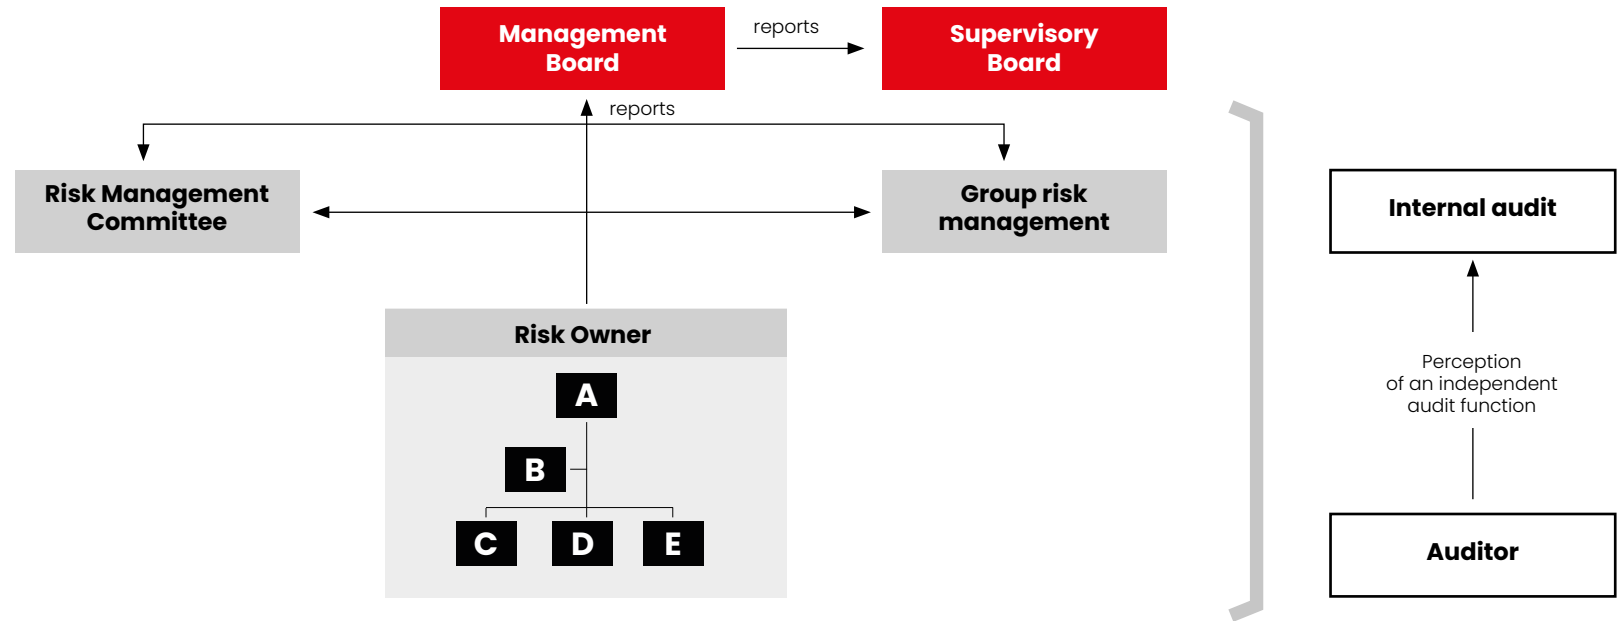 Management
Board
reports
Supervisory
Board
reports
Risk Management
Committee
Group risk
management
Internal audit
Risk Owner
A
B
C
D
E
Perception
of an independent
audit function
Auditor